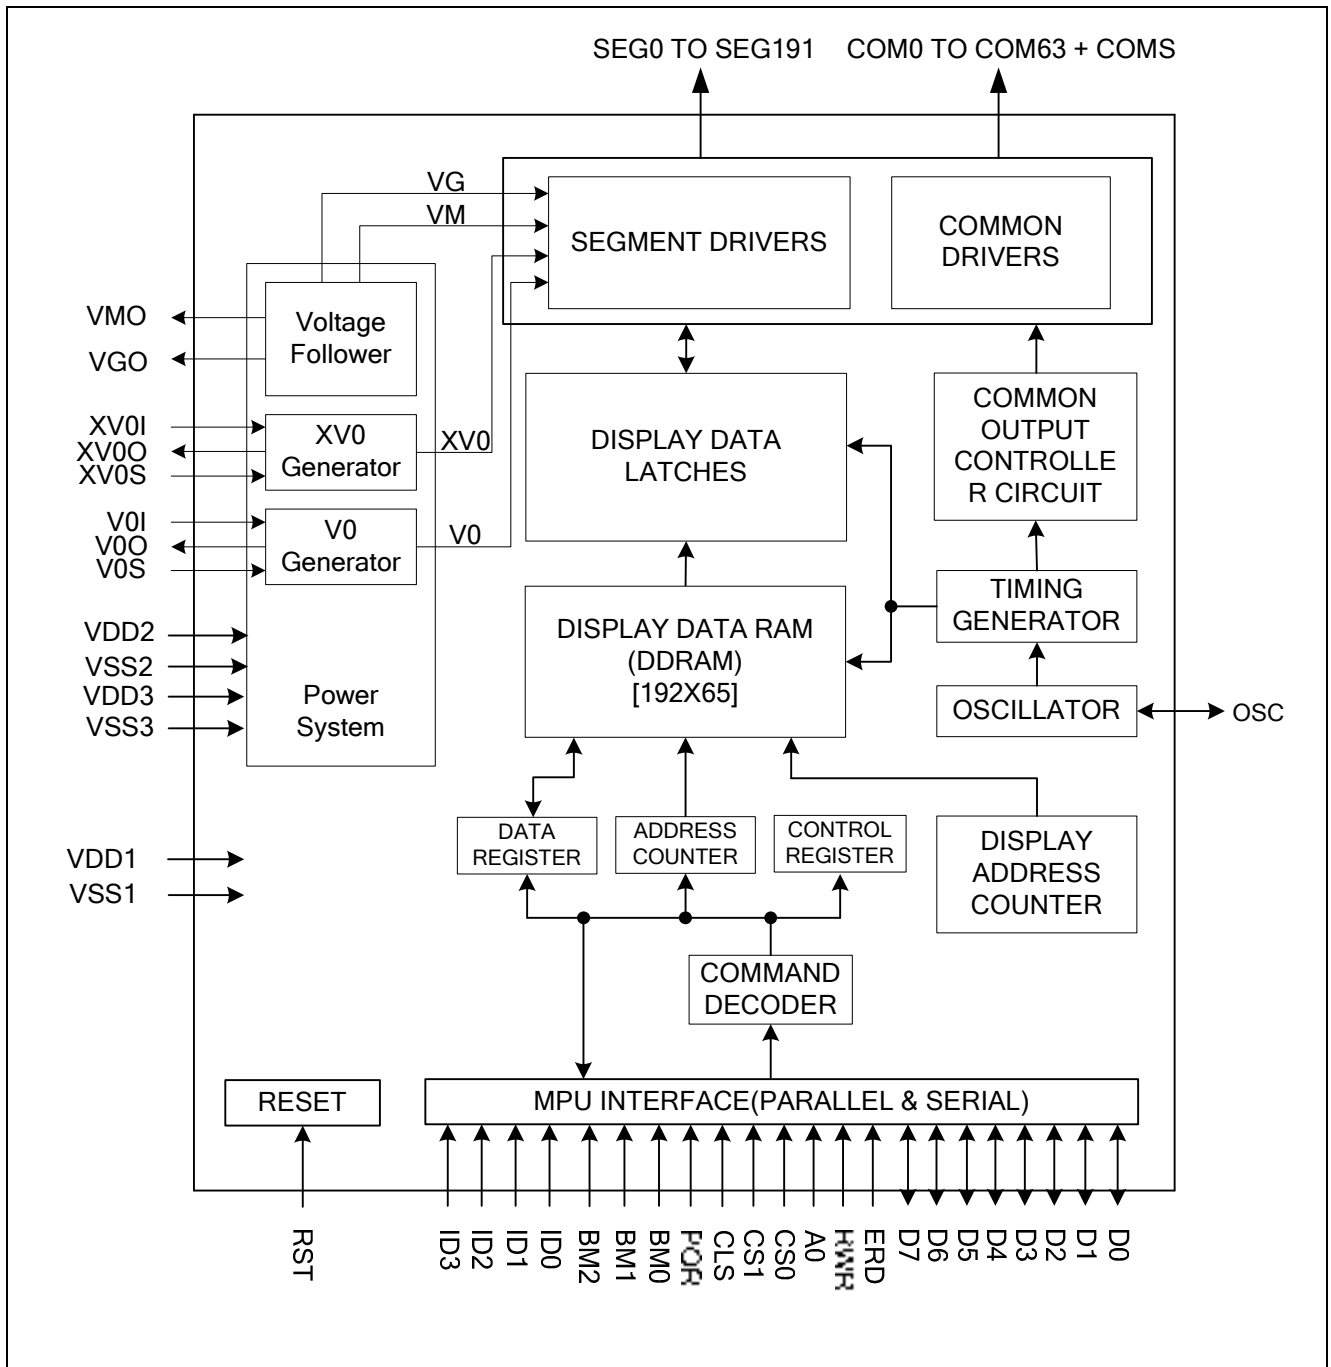 SEG0 TO SEG191
COM0 TO COM63 + COMS
VG
VM
SEGMENT DRIVERS
COMMON
DRIVERS
VMO
VGO
Voltage
Follower
XV0I
XV0O
XV0S
XV0
Generator
XV0
V0I
V0O
V0S
V0
Generator
V0
DISPLAY DATA
LATCHES
COMMON
OUTPUT
CONTROLLE
R CIRCUIT
TIMING
GENERATOR
DISPLAY DATA RAM
(DDRAM)
[192X65]
OSCILLATOR
OSC
VDD2
VSS2
VDD3
VSS3
Power
System
VDD1
VSS1
DATA
REGISTER
ADDRESS
COUNTER
CONTROL
REGISTER
DISPLAY
ADDRESS
COUNTER
COMMAND
DECODER
RESET
MPU INTERFACE(PARALLEL & SERIAL)
RST
ID3
ID2
ID1
ID0
BM2
BM1
BM0
POR
CLS
CS1
CS0
A0
RWR
ERD
D7
D6
D5
D4
D3
D2
D1
D0